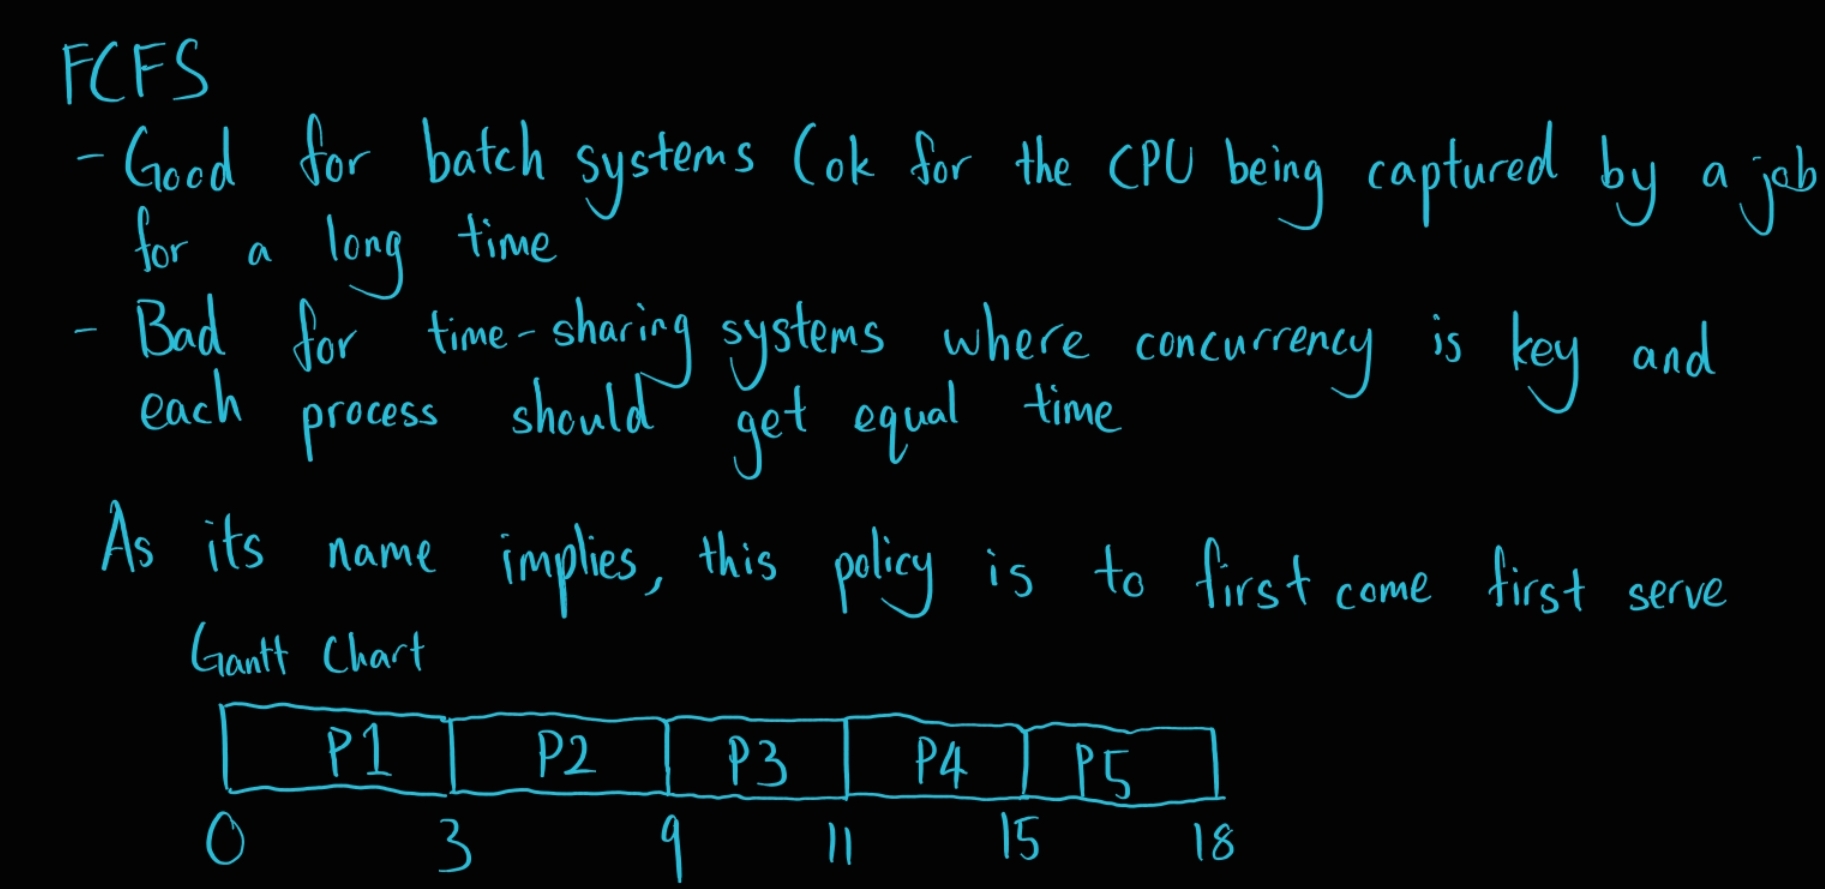 FCFS
- Good for batch systems (ok for the CPU being captured by a job
for a long time
- Bad for time-sharing systems where concurrency is key and
each process should get equal time
As its name implies, this policy is to first come first serve
Gantt Chart
P1 P2 P3 P4 P5
0 3 9 11 15 18